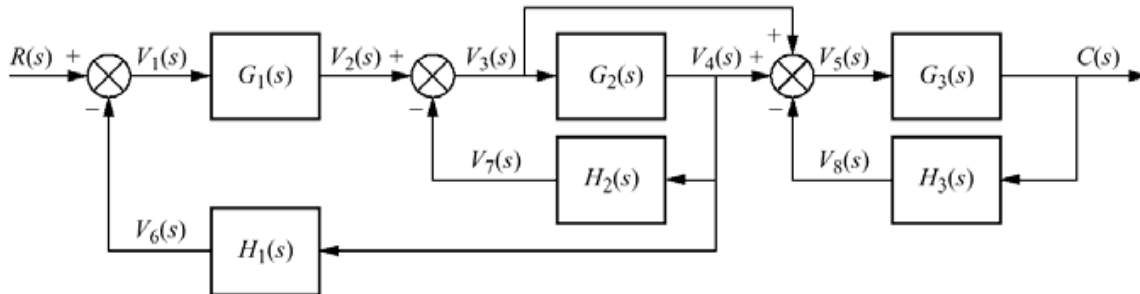 R(s) + V₁(s) G₁(s) V₂(s) + V₃(s) G₂(s) V₄(s) + + V₅(s) G₃(s) C(s)
− − −
V₇(s) H₂(s) V₈(s) H₃(s)
V₆(s) H₁(s)